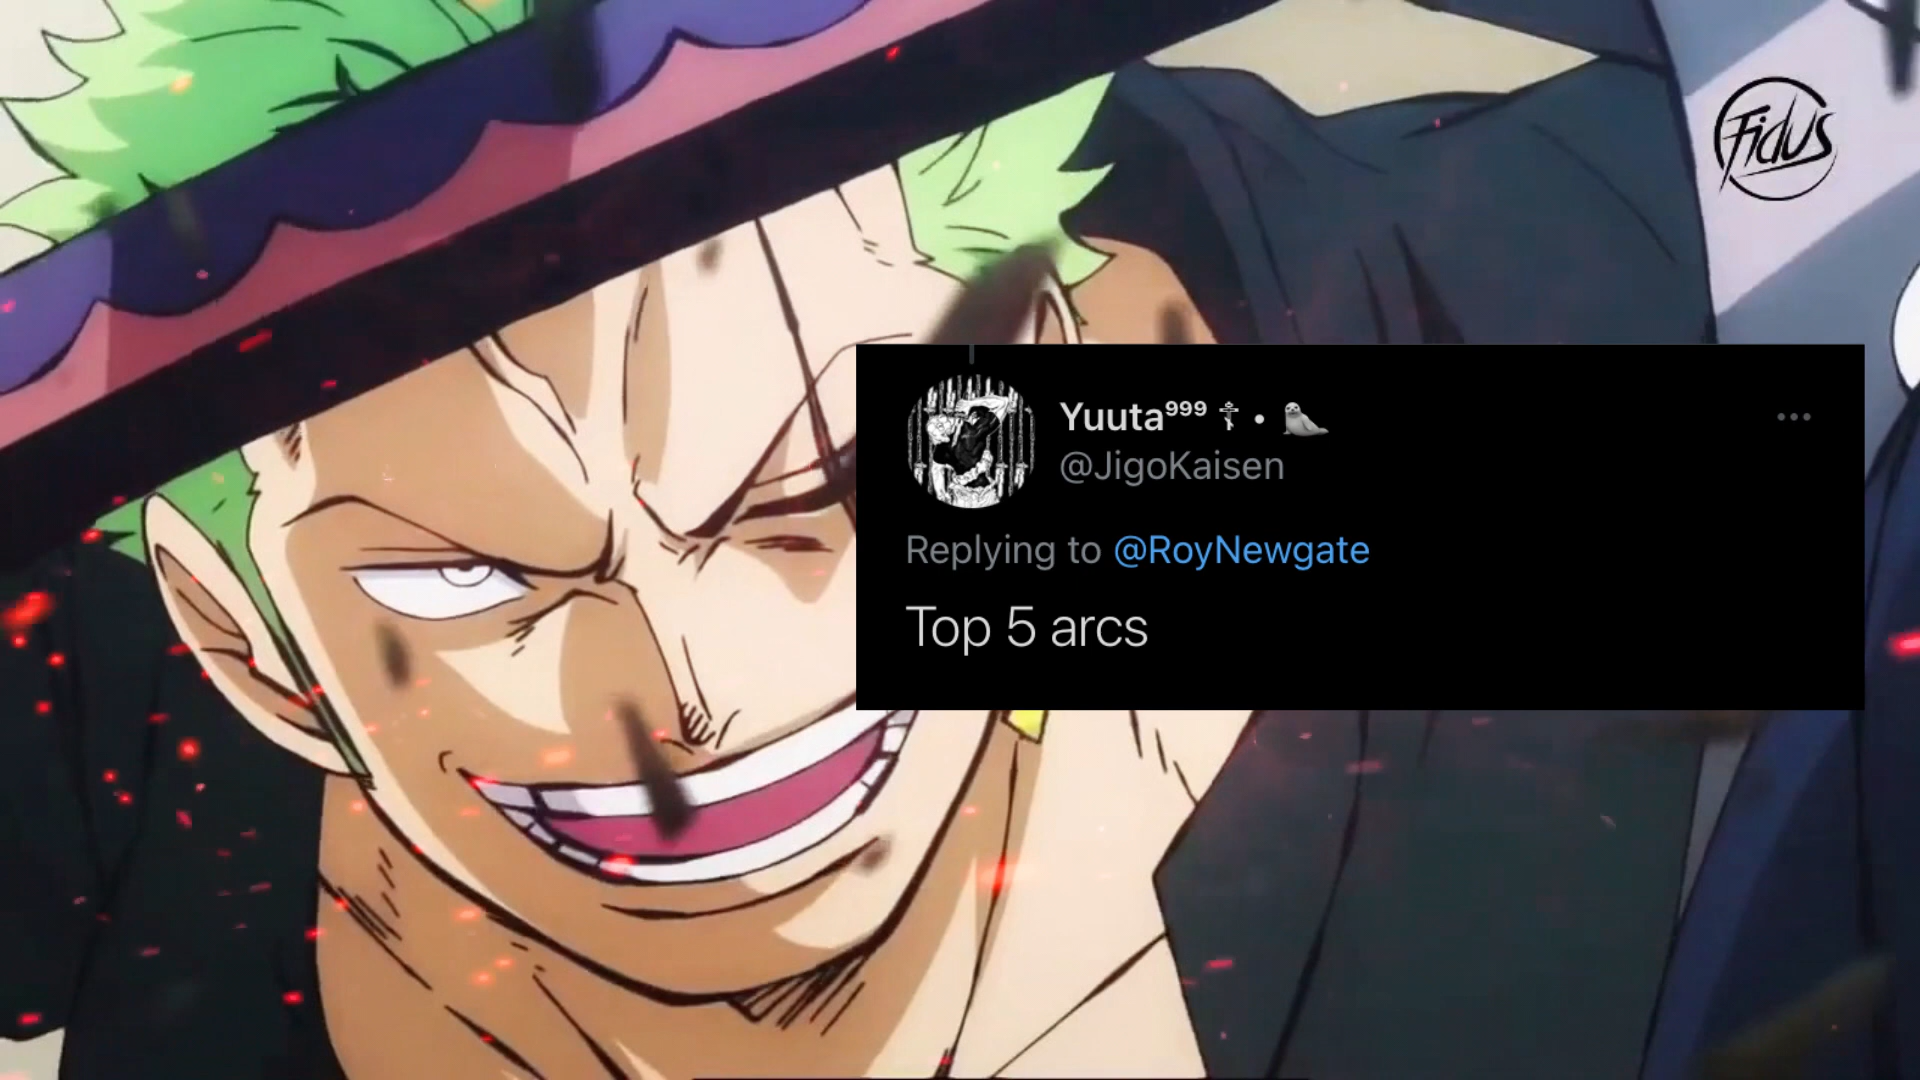 Fidus
Yuuta⁹⁹⁹ ☦ • 🦭
@JigoKaisen
Replying to @RoyNewgate
Top 5 arcs